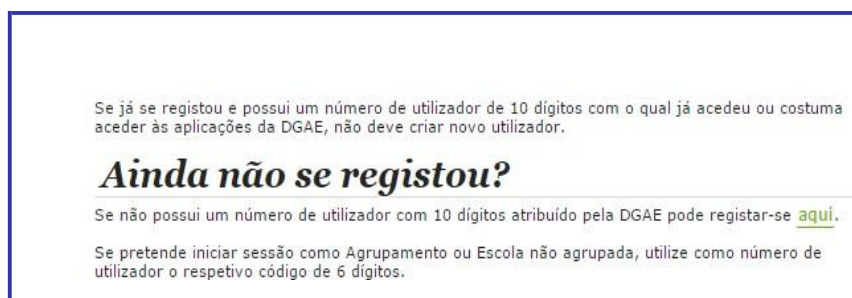 Se já se registou e possui um número de utilizador de 10 dígitos com o qual já acedeu ou costuma
aceder às aplicações da DGAE, não deve criar novo utilizador.
Ainda não se registou?
Se não possui um número de utilizador com 10 dígitos atribuído pela DGAE pode registar-se aqui.
Se pretende iniciar sessão como Agrupamento ou Escola não agrupada, utilize como número de
utilizador o respetivo código de 6 dígitos.